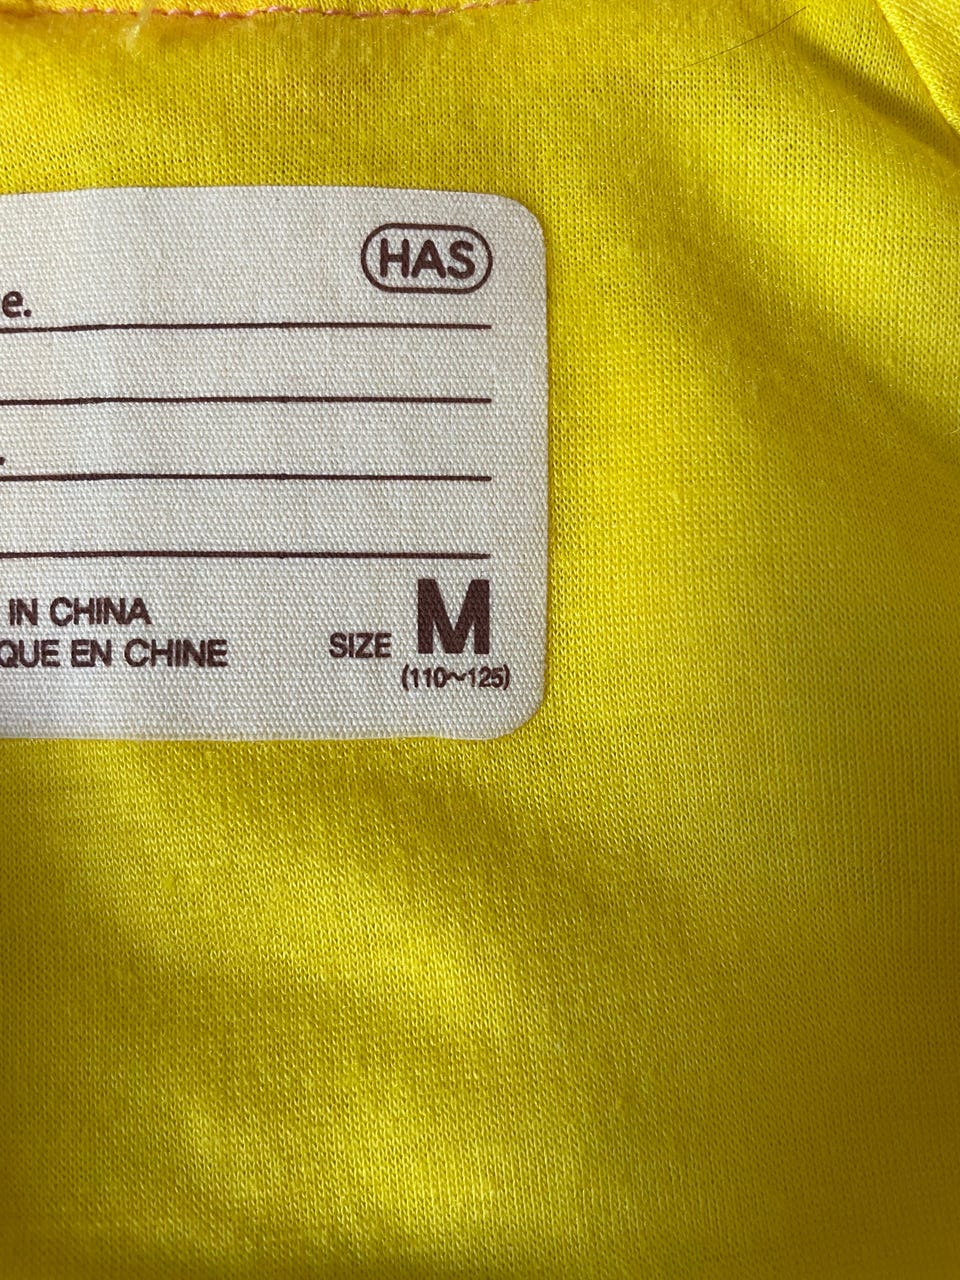 HAS
e.
.
IN CHINA
QUE EN CHINE
SIZE M
(110~125)